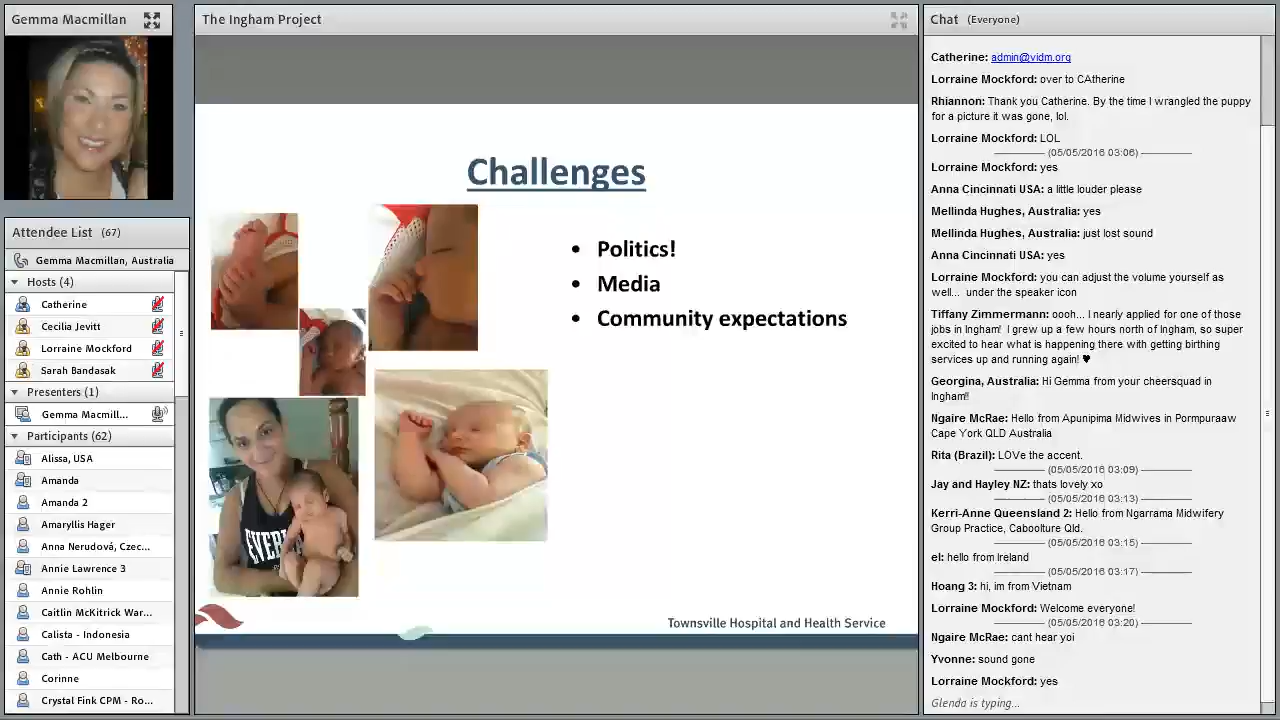 Gemma Macmillan
The Ingham Project
Chat (Everyone)
Attendee List (67)
Gemma Macmillan, Australia
Hosts (4)
Catherine
Cecilia Jevitt
Lorraine Mockford
Sarah Bandasak
Presenters (1)
Gemma Macmill...
Participants (62)
Alissa, USA
Amanda
Amanda 2
Amaryllis Hager
Anna Nerudová, Czec...
Annie Lawrence 3
Annie Rohlin
Caitlin McKitrick War...
Calista - Indonesia
Cath - ACU Melbourne
Corinne
Crystal Fink CPM - Ro...
Challenges
• Politics!
• Media
• Community expectations
EVER
Townsville Hospital and Health Service
Catherine: admin@vidm.org
Lorraine Mockford: over to CAtherine
Rhiannon: Thank you Catherine. By the time I wrangled the puppy
for a picture it was gone, lol.
Lorraine Mockford: LOL
(05/05/2016 03:06)
Lorraine Mockford: yes
Anna Cincinnati USA: a little louder please
Mellinda Hughes, Australia: yes
Mellinda Hughes, Australia: just lost sound
Anna Cincinnati USA: yes
Lorraine Mockford: you can adjust the volume yourself as
well... under the speaker icon
Tiffany Zimmermann: oooh... I nearly applied for one of those
jobs in Ingham! I grew up a few hours north of Ingham, so super
excited to hear what is happening there with getting birthing
services up and running again! ♥
Georgina, Australia: Hi Gemma from your cheersquad in
Ingham!!
Ngaire McRae: Hello from Apunipima Midwives in Pormpuraaw
Cape York QLD Australia
Rita (Brazil): LOVe the accent.
(05/05/2016 03:09)
Jay and Hayley NZ: thats lovely xo
(05/05/2016 03:13)
Kerri-Anne Queensland 2: Hello from Ngarrama Midwifery
Group Practice, Caboolture Qld.
(05/05/2016 03:15)
el: hello from Ireland
(05/05/2016 03:17)
Hoang 3: hi, im from Vietnam
Lorraine Mockford: Welcome everyone!
(05/05/2016 03:20)
Ngaire McRae: cant hear yoi
Yvonne: sound gone
Lorraine Mockford: yes
Glenda is typing...